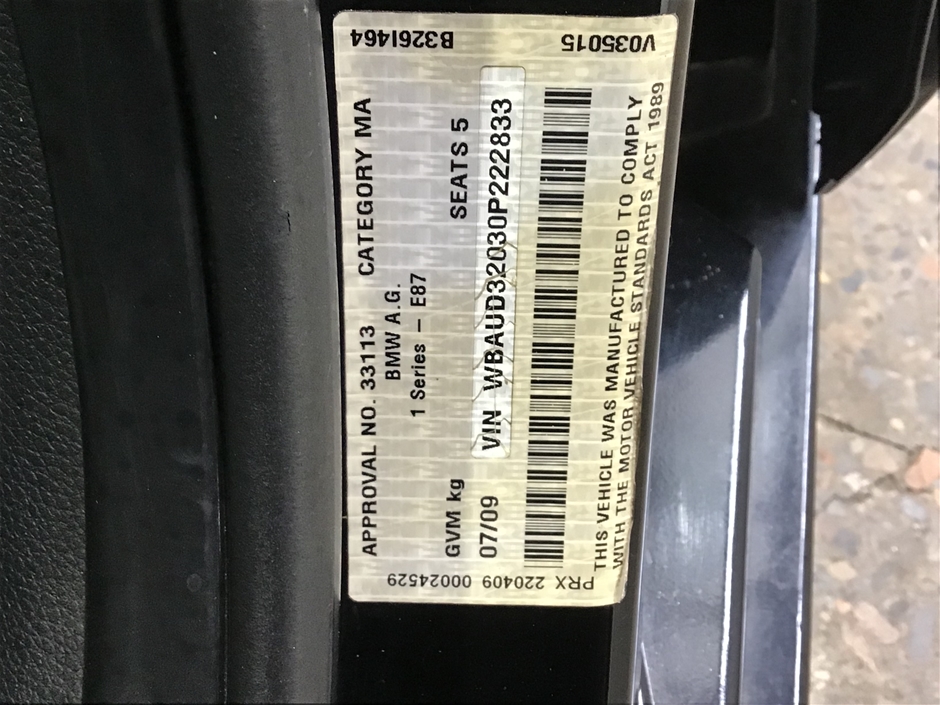 B3261464
V035015
APPROVAL NO. 33113 CATEGORY MA
BMW A.G.
1 Series – E87
GVM kg SEATS 5
07/09 VIN WBAUD32030P222833
THIS VEHICLE WAS MANUFACTURED TO COMPLY
WITH THE MOTOR VEHICLE STANDARDS ACT 1989
PRX 220409 00024529